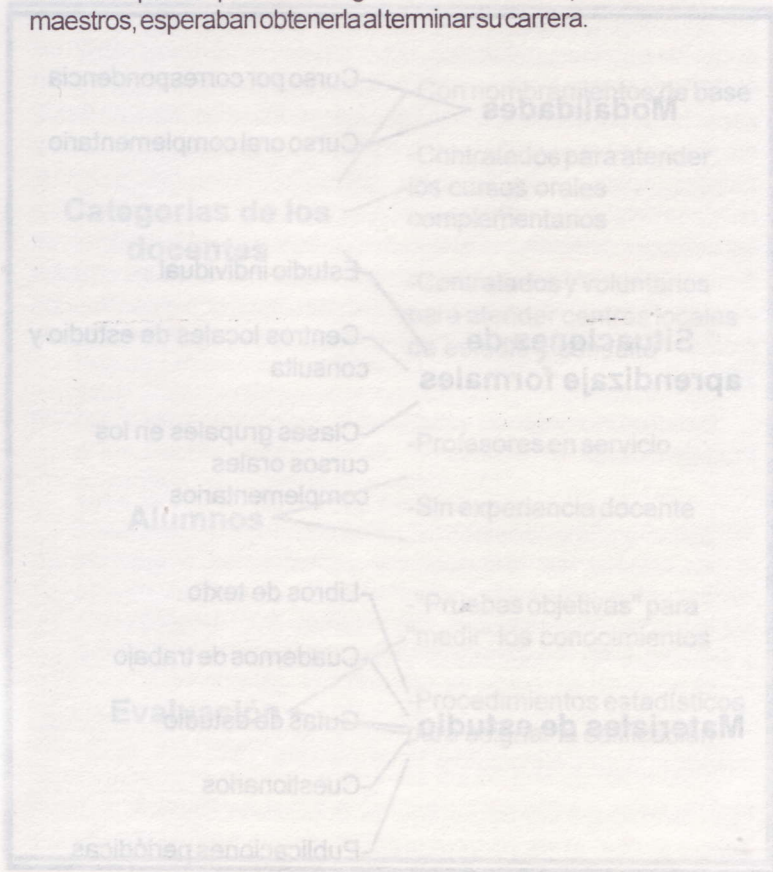 maestros, esperaban obtenerla al terminar su carrera.
Modalidades
-Curso por correspondencia
-Curso oral complementario
Categorías de los
docentes
-Con nombramientos de base
-Contratados para atender
los cursos orales
complementarios
-Contratados y voluntarios
para atender centros locales
de estudio y consulta
Situaciones de
aprendizaje formales
-Estudio individual
-Centros locales de estudio y
consulta
-Clases grupales en los
cursos orales
complementarios
Alumnos
-Profesores en servicio
-Sin experiencia docente
Evaluación
-"Pruebas objetivas" para
"medir" los conocimientos
-Procedimientos estadísticos
Materiales de estudio
-Libros de texto
-Cuadernos de trabajo
-Guías de estudio
-Cuestionarios
-Publicaciones periódicas